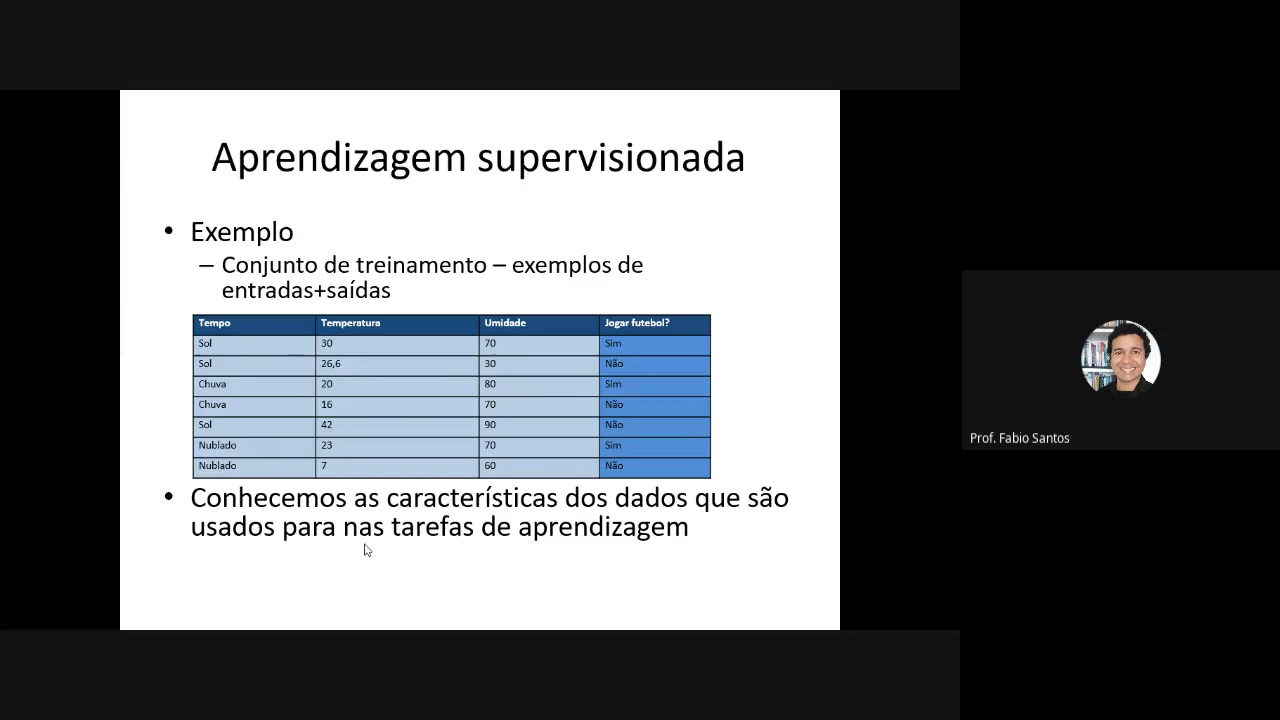 Aprendizagem supervisionada
• Exemplo
– Conjunto de treinamento – exemplos de
entradas+saídas
Tempo Temperatura Umidade Jogar futebol?
Sol 30 70 Sim
Sol 26,6 30 Não
Chuva 20 80 Sim
Chuva 16 70 Não
Sol 42 90 Não
Nublado 23 70 Sim
Nublado 7 60 Não
• Conhecemos as características dos dados que são
usados para nas tarefas de aprendizagem
Prof. Fabio Santos